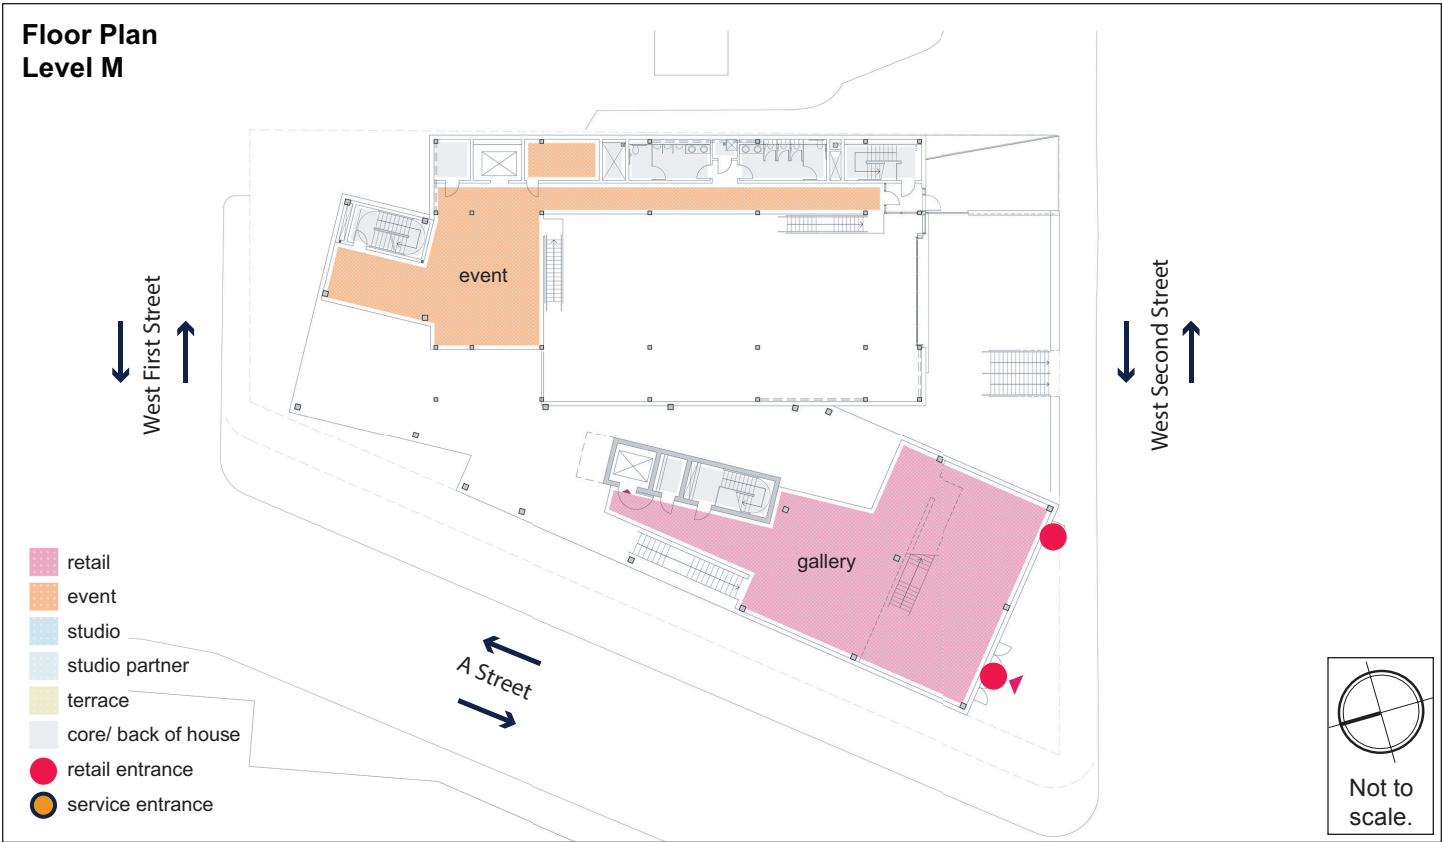 Floor Plan
Level M
event
West First Street
West Second Street
gallery
A Street
retail
event
studio
studio partner
terrace
core/ back of house
retail entrance
service entrance
Not to
scale.